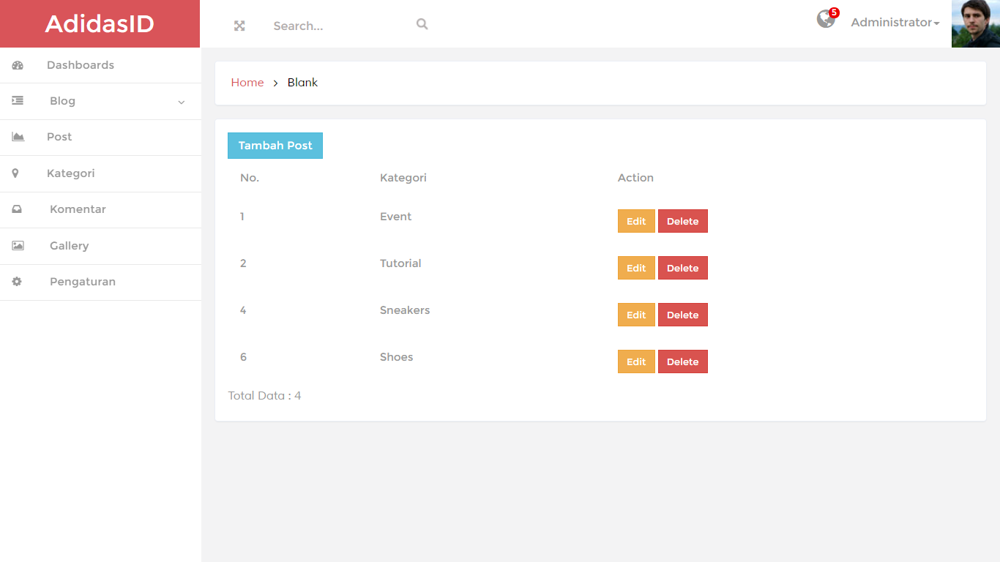 AdidasID
Search...
5
Administrator
Dashboards
Blog
Post
Kategori
Komentar
Gallery
Pengaturan
Home > Blank
Tambah Post
No. Kategori Action
1 Event Edit Delete
2 Tutorial Edit Delete
4 Sneakers Edit Delete
6 Shoes Edit Delete
Total Data : 4